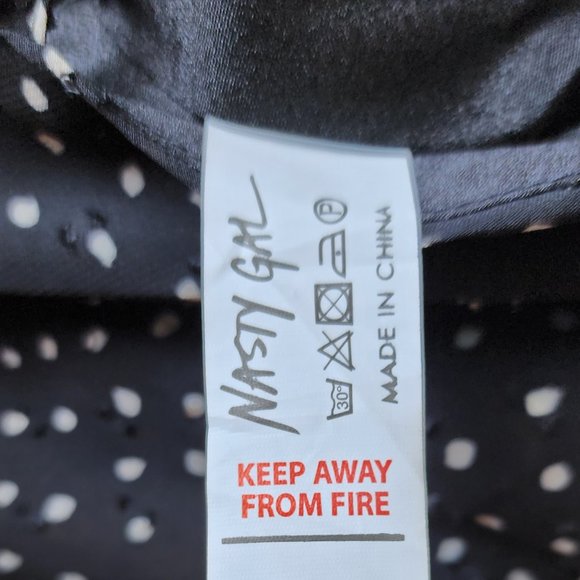 NASTY GAL
30°
P
MADE IN CHINA
KEEP AWAY
FROM FIRE